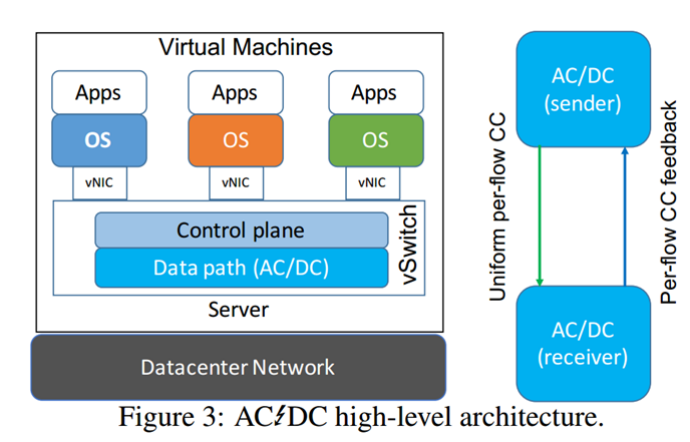 Virtual Machines
Apps
Apps
Apps
OS
OS
OS
vNIC
vNIC
vNIC
Control plane
Data path (AC/DC)
vSwitch
Server
Datacenter Network
AC/DC
(sender)
Uniform per-flow CC
Per-flow CC feedback
AC/DC
(receiver)
Figure 3: AC⚡DC high-level architecture.